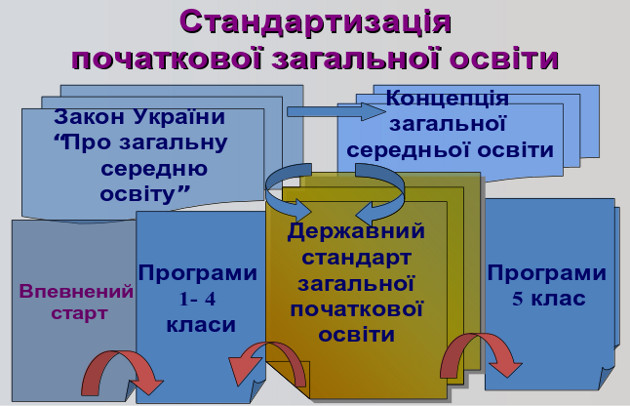 Стандартизація
початкової загальної освіти
Закон України
“Про загальну
середню
освіту”
Концепція
загальної
середньої освіти
Впевнений
старт
Програми
1- 4
класи
Державний
стандарт
загальної
початкової
освіти
Програми
5 клас